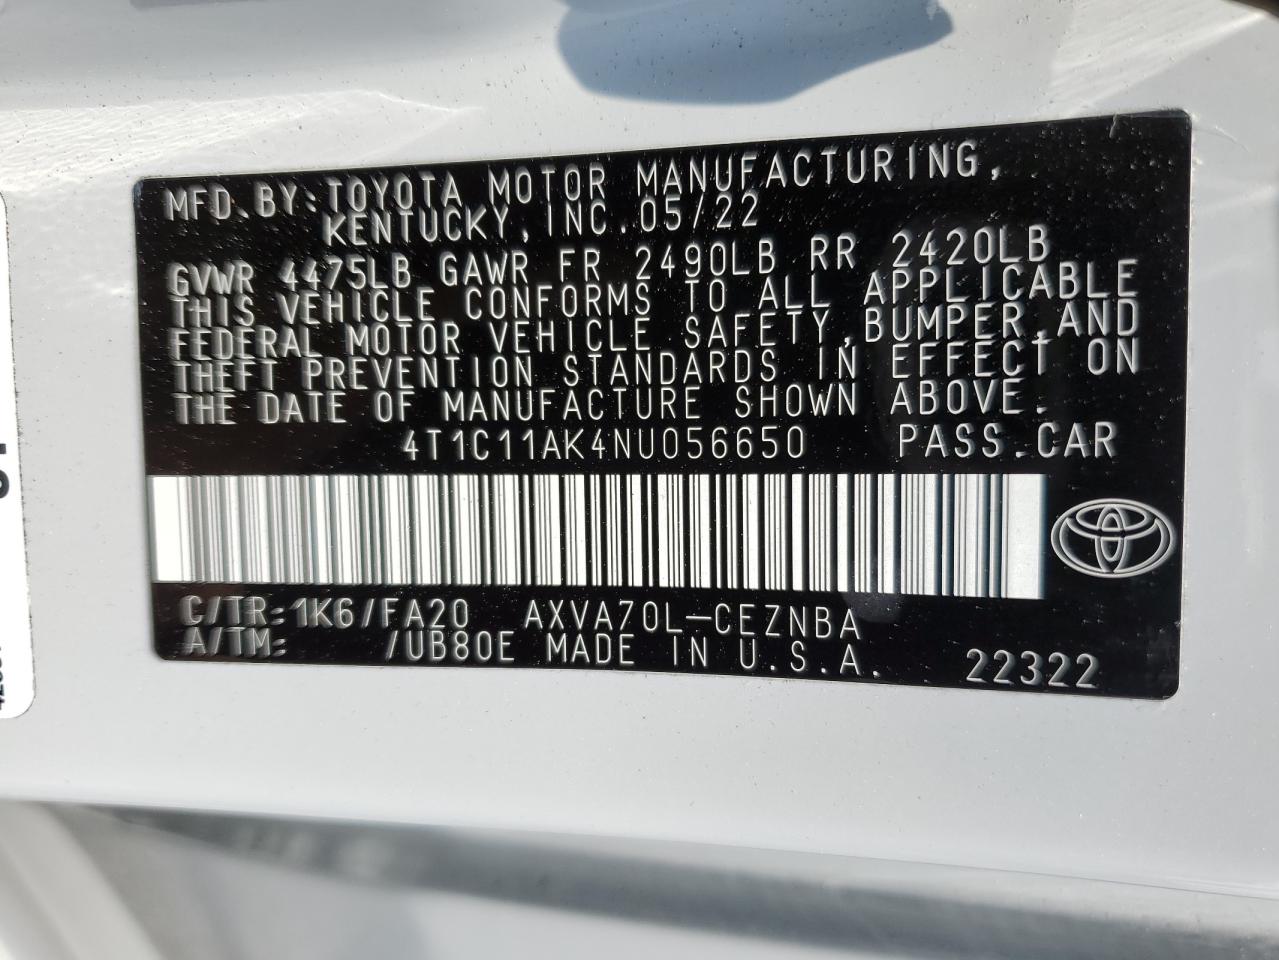 MFD.BY:TOYOTA MOTOR MANUFACTURING,
KENTUCKY,INC.05/22
GVWR 4475LB GAWR FR 2490LB RR 2420LB
THIS VEHICLE CONFORMS TO ALL APPLICABLE
FEDERAL MOTOR VEHICLE SAFETY,BUMPER,AND
THEFT PREVENTION STANDARDS IN EFFECT ON
THE DATE OF MANUFACTURE SHOWN ABOVE.
4T1C11AK4NU056650 PASS.CAR
C/TR:1K6/FA20 AXVA70L-CEZNBA
A/TM: /UB80E MADE IN U.S.A. 22322